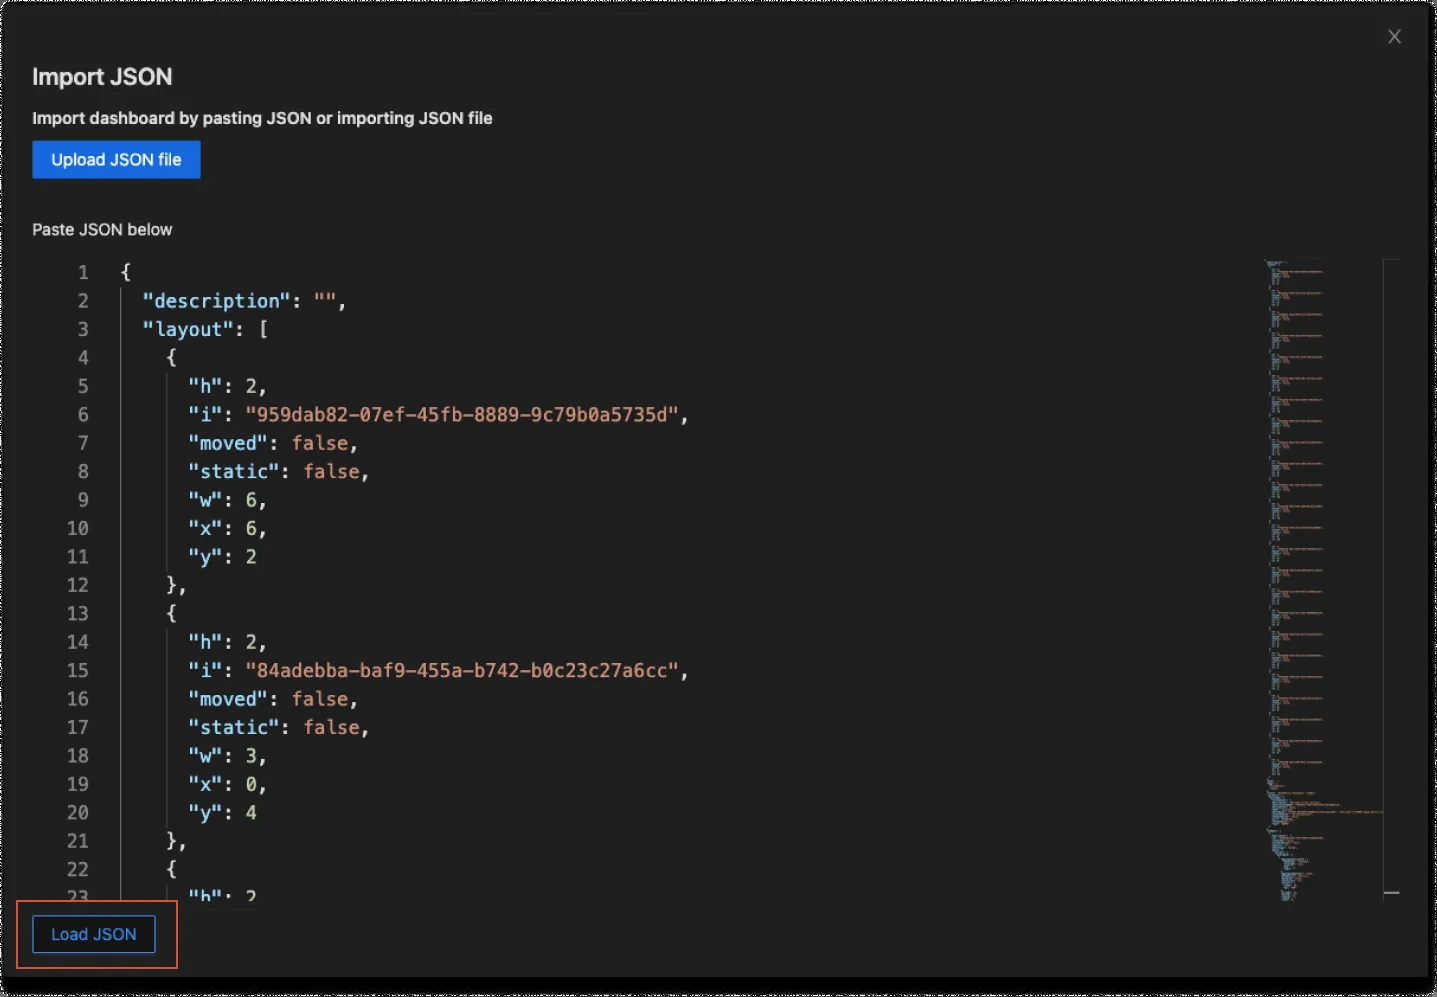 Import JSON
Import dashboard by pasting JSON or importing JSON file
Upload JSON file
Paste JSON below
1 {
2 "description": "",
3 "layout": [
4 {
5 "h": 2,
6 "i": "959dab82-07ef-45fb-8889-9c79b0a5735d",
7 "moved": false,
8 "static": false,
9 "w": 6,
10 "x": 6,
11 "y": 2
12 },
13 {
14 "h": 2,
15 "i": "84adebba-baf9-455a-b742-b0c23c27a6cc",
16 "moved": false,
17 "static": false,
18 "w": 3,
19 "x": 0,
20 "y": 4
21 },
22 {
23 "h": 2
Load JSON